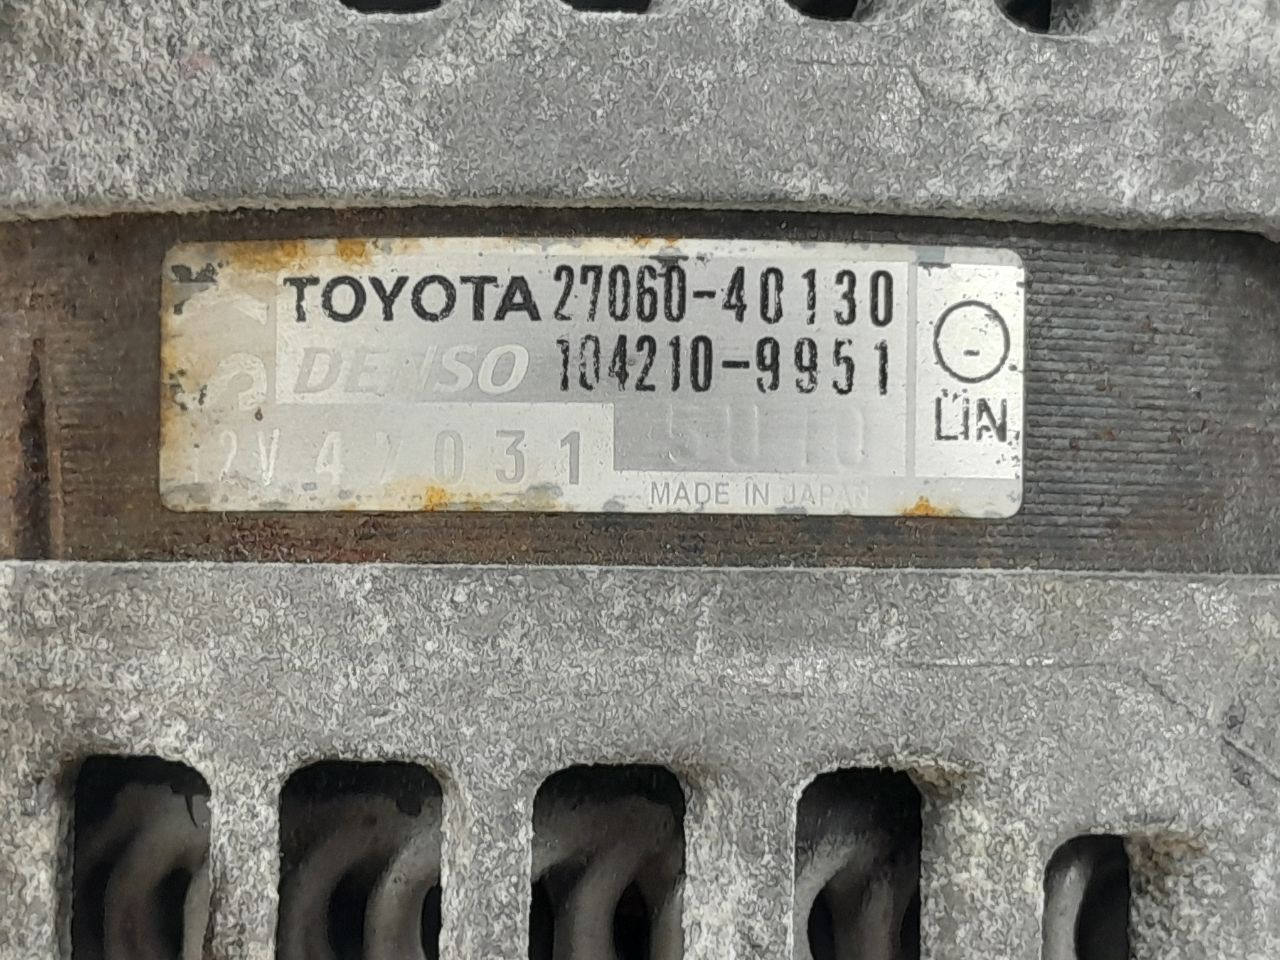 TOYOTA 27060-40130
DENSO 104210-9951
LIN
MADE IN JAPAN